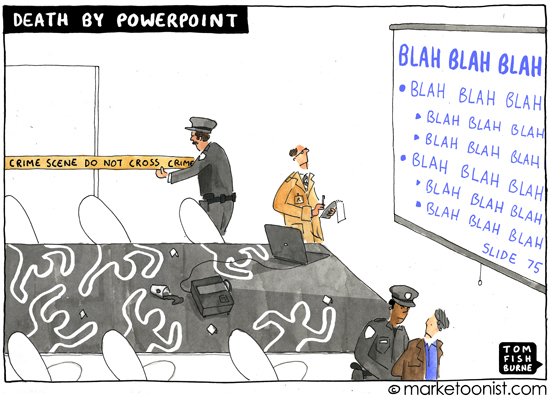 DEATH BY POWERPOINT
CRIME SCENE DO NOT CROSS CRIME
BLAH BLAH BLAH
• BLAH BLAH BLAH
• BLAH BLAH BLAH
• BLAH BLAH BLAH
• BLAH BLAH BLAH
• BLAH BLAH BLAH
• BLAH BLAH BLAH
SLIDE 75
TOM
FISH
BURNE
© marketoonist.com